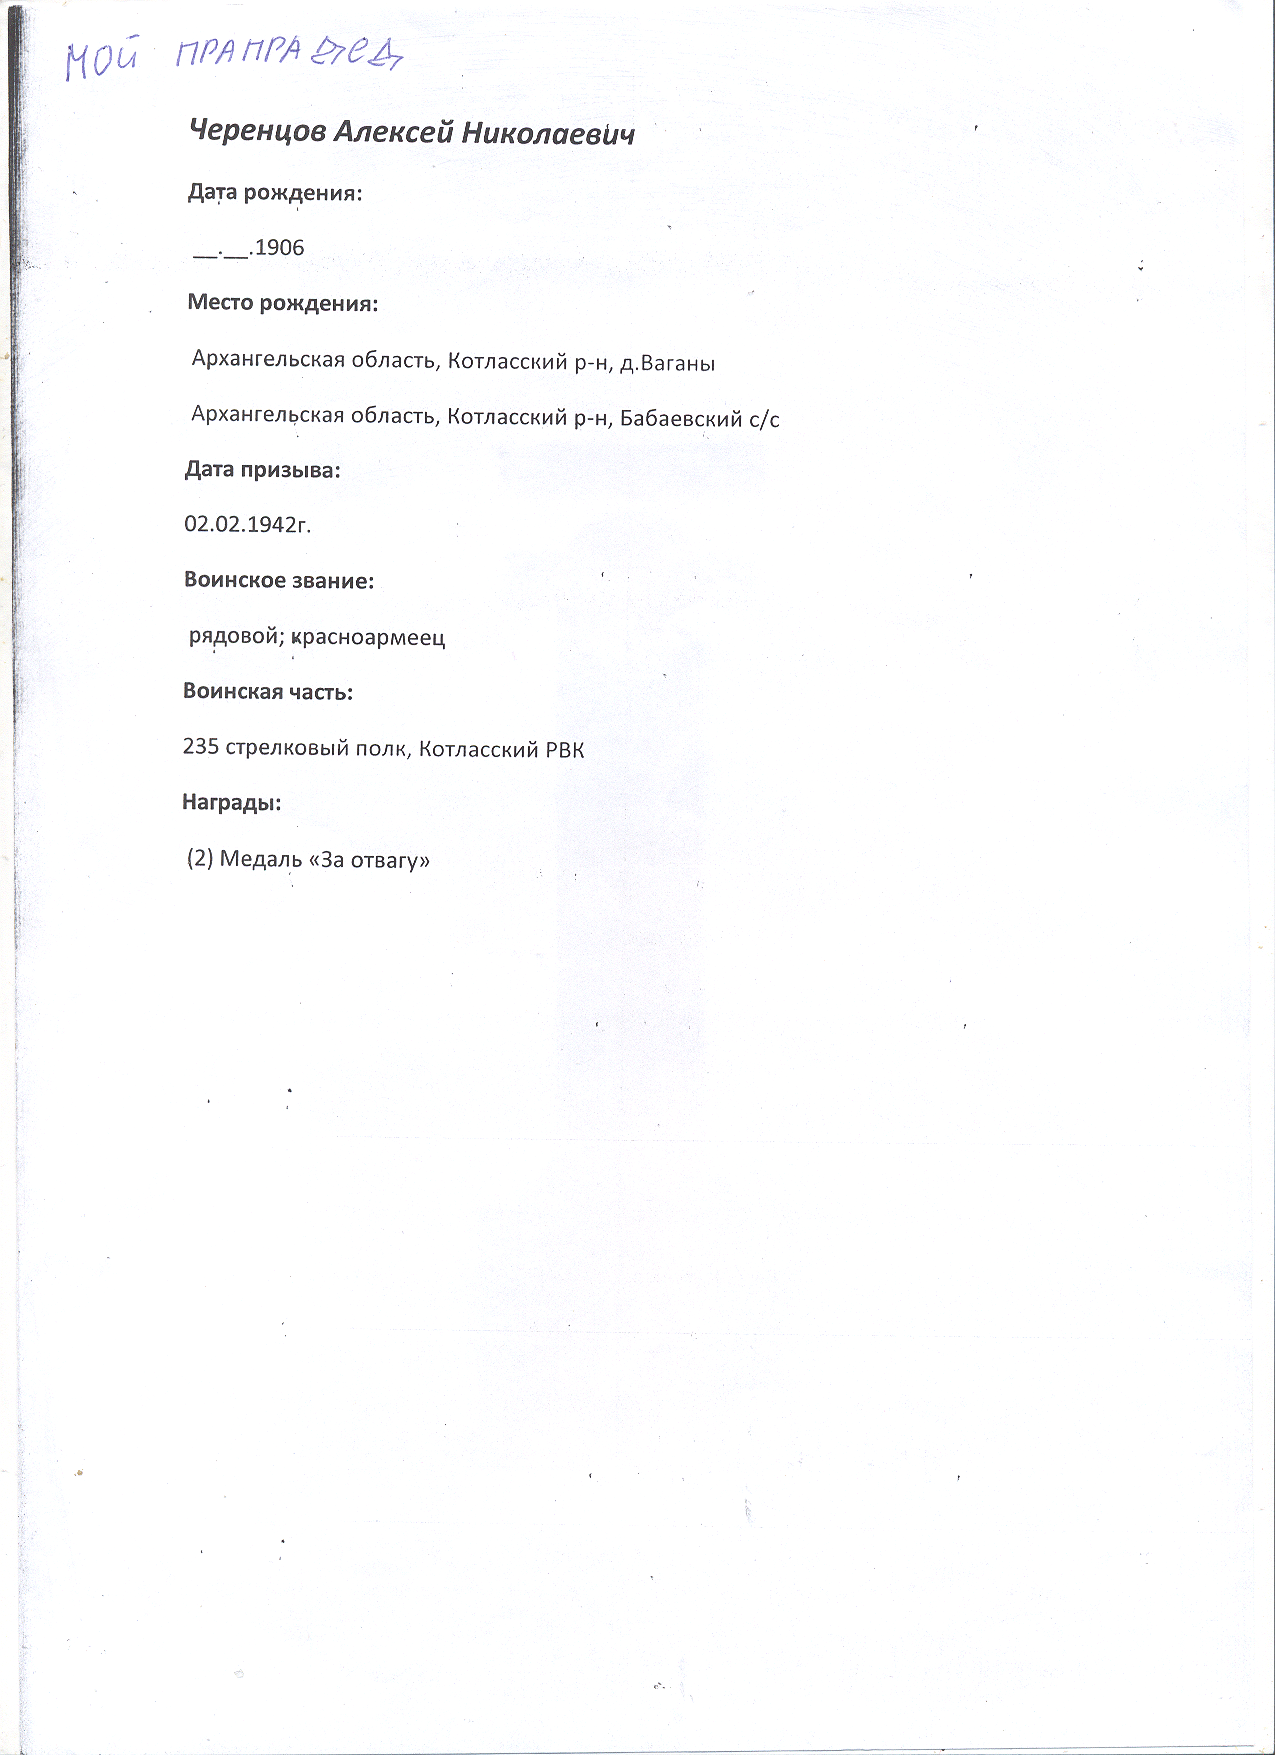 МОЙ ПРАПРАДЕД
Черенцов Алексей Николаевич
Дата рождения:
__.__.1906
Место рождения:
Архангельская область, Котласский р-н, д.Ваганы
Архангельская область, Котласский р-н, Бабаевский с/с
Дата призыва:
02.02.1942г.
Воинское звание:
рядовой; красноармеец
Воинская часть:
235 стрелковый полк, Котласский РВК
Награды:
(2) Медаль «За отвагу»